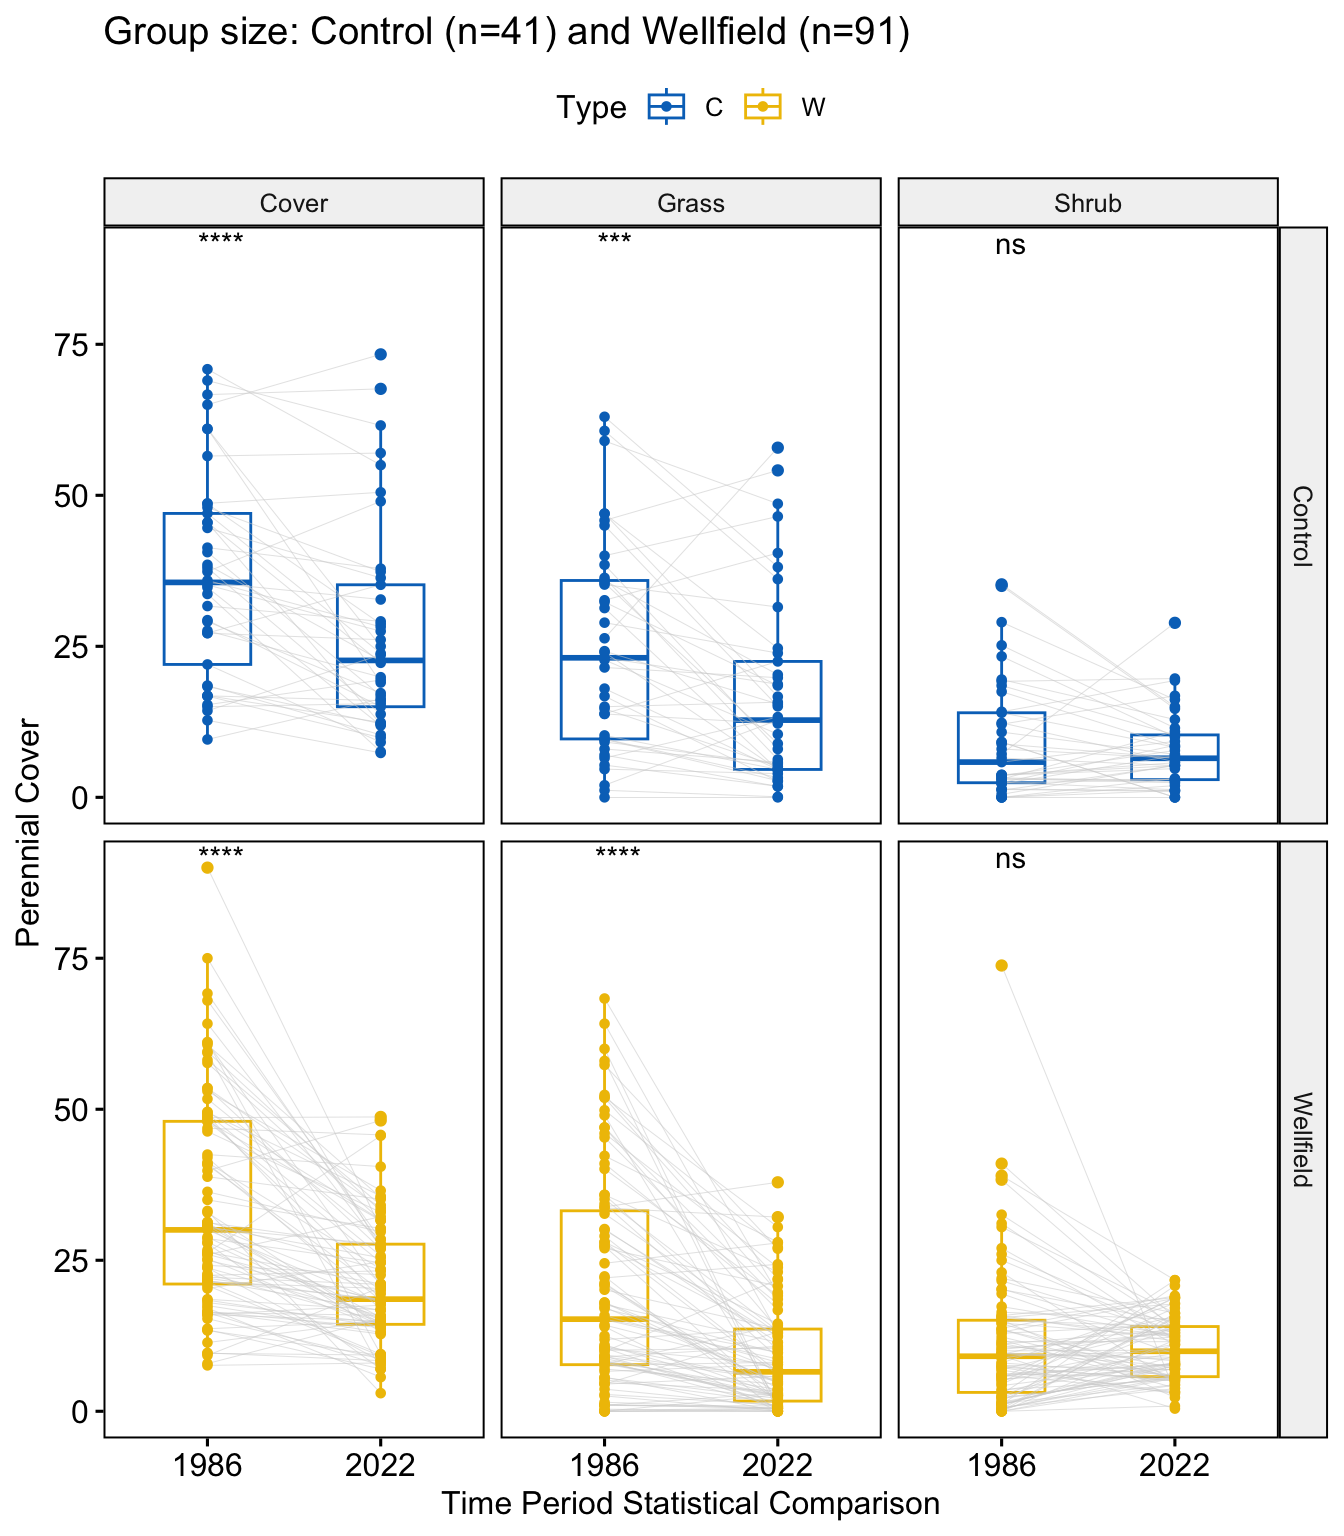 Group size: Control (n=41) and Wellfield (n=91)
Type C W
Cover Grass Shrub
**** *** ns
75
50
25
0
Control
Perennial Cover
**** **** ns
75
50
25
0
Wellfield
1986 2022 1986 2022 1986 2022
Time Period Statistical Comparison